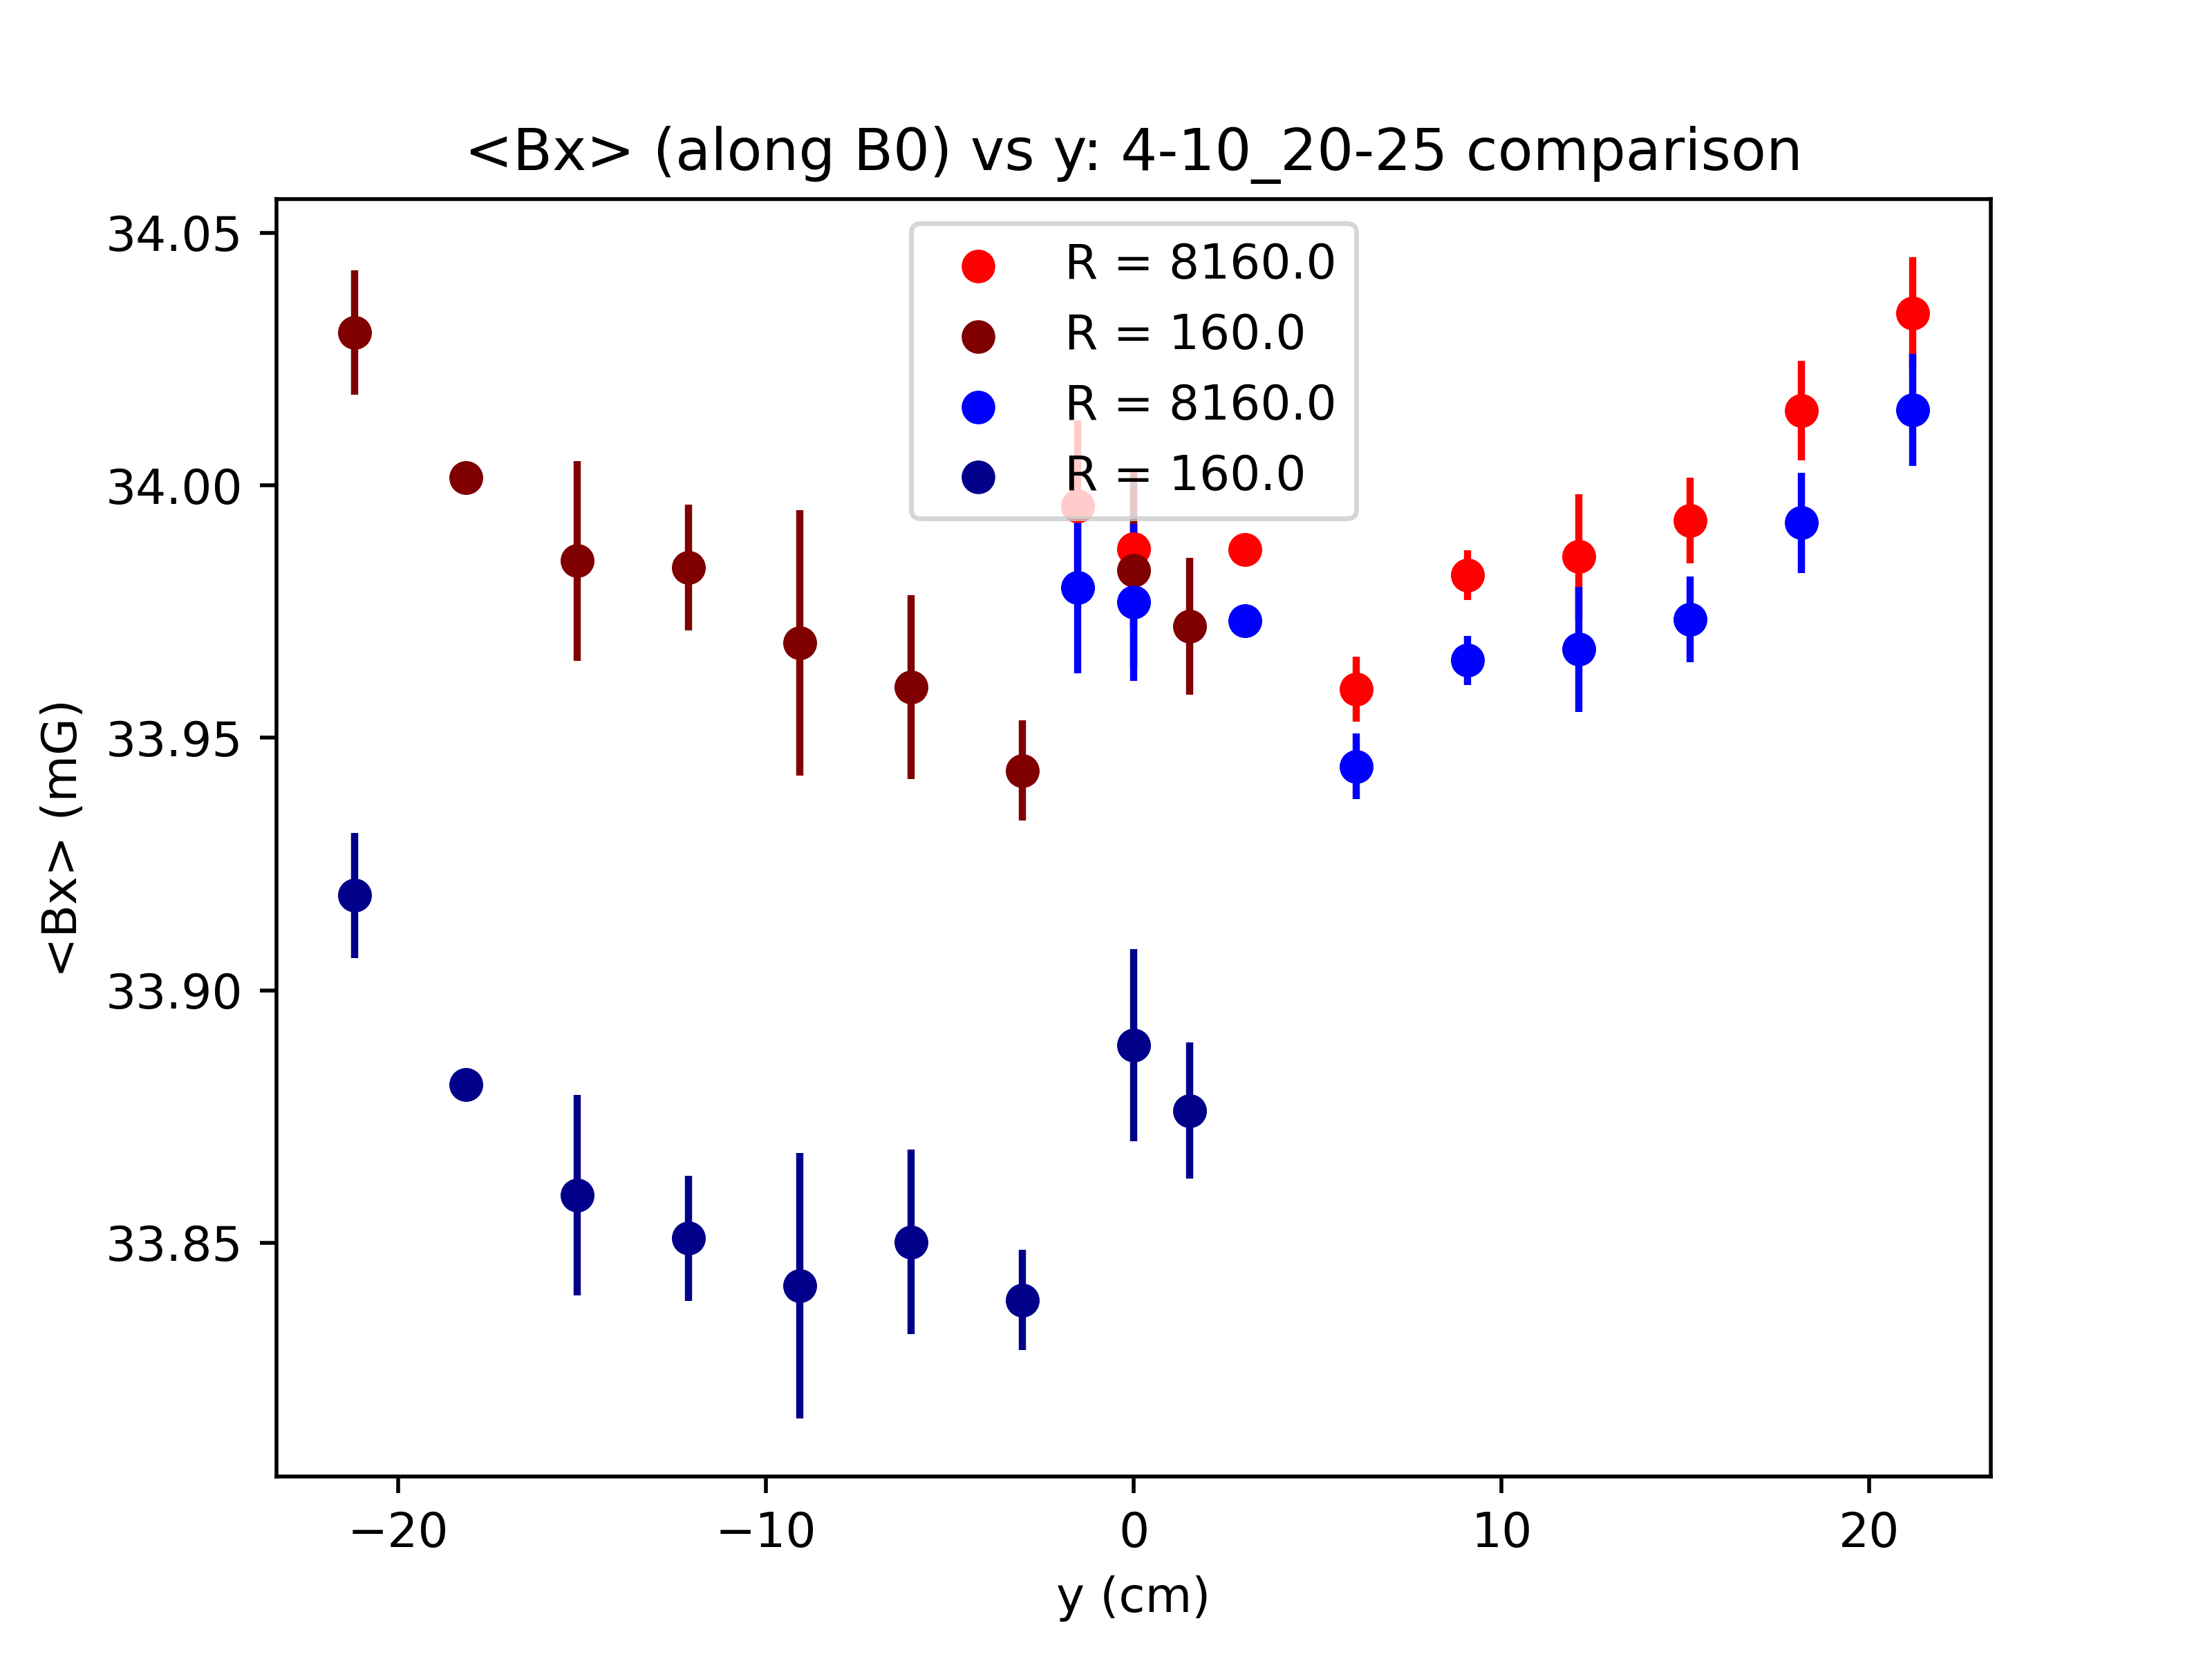 <Bx> (along B0) vs y: 4-10_20-25 comparison
R = 8160.0
R = 160.0
R = 8160.0
R = 160.0
34.05
34.00
33.95
33.90
33.85
<Bx> (mG)
−20 −10 0 10 20
y (cm)